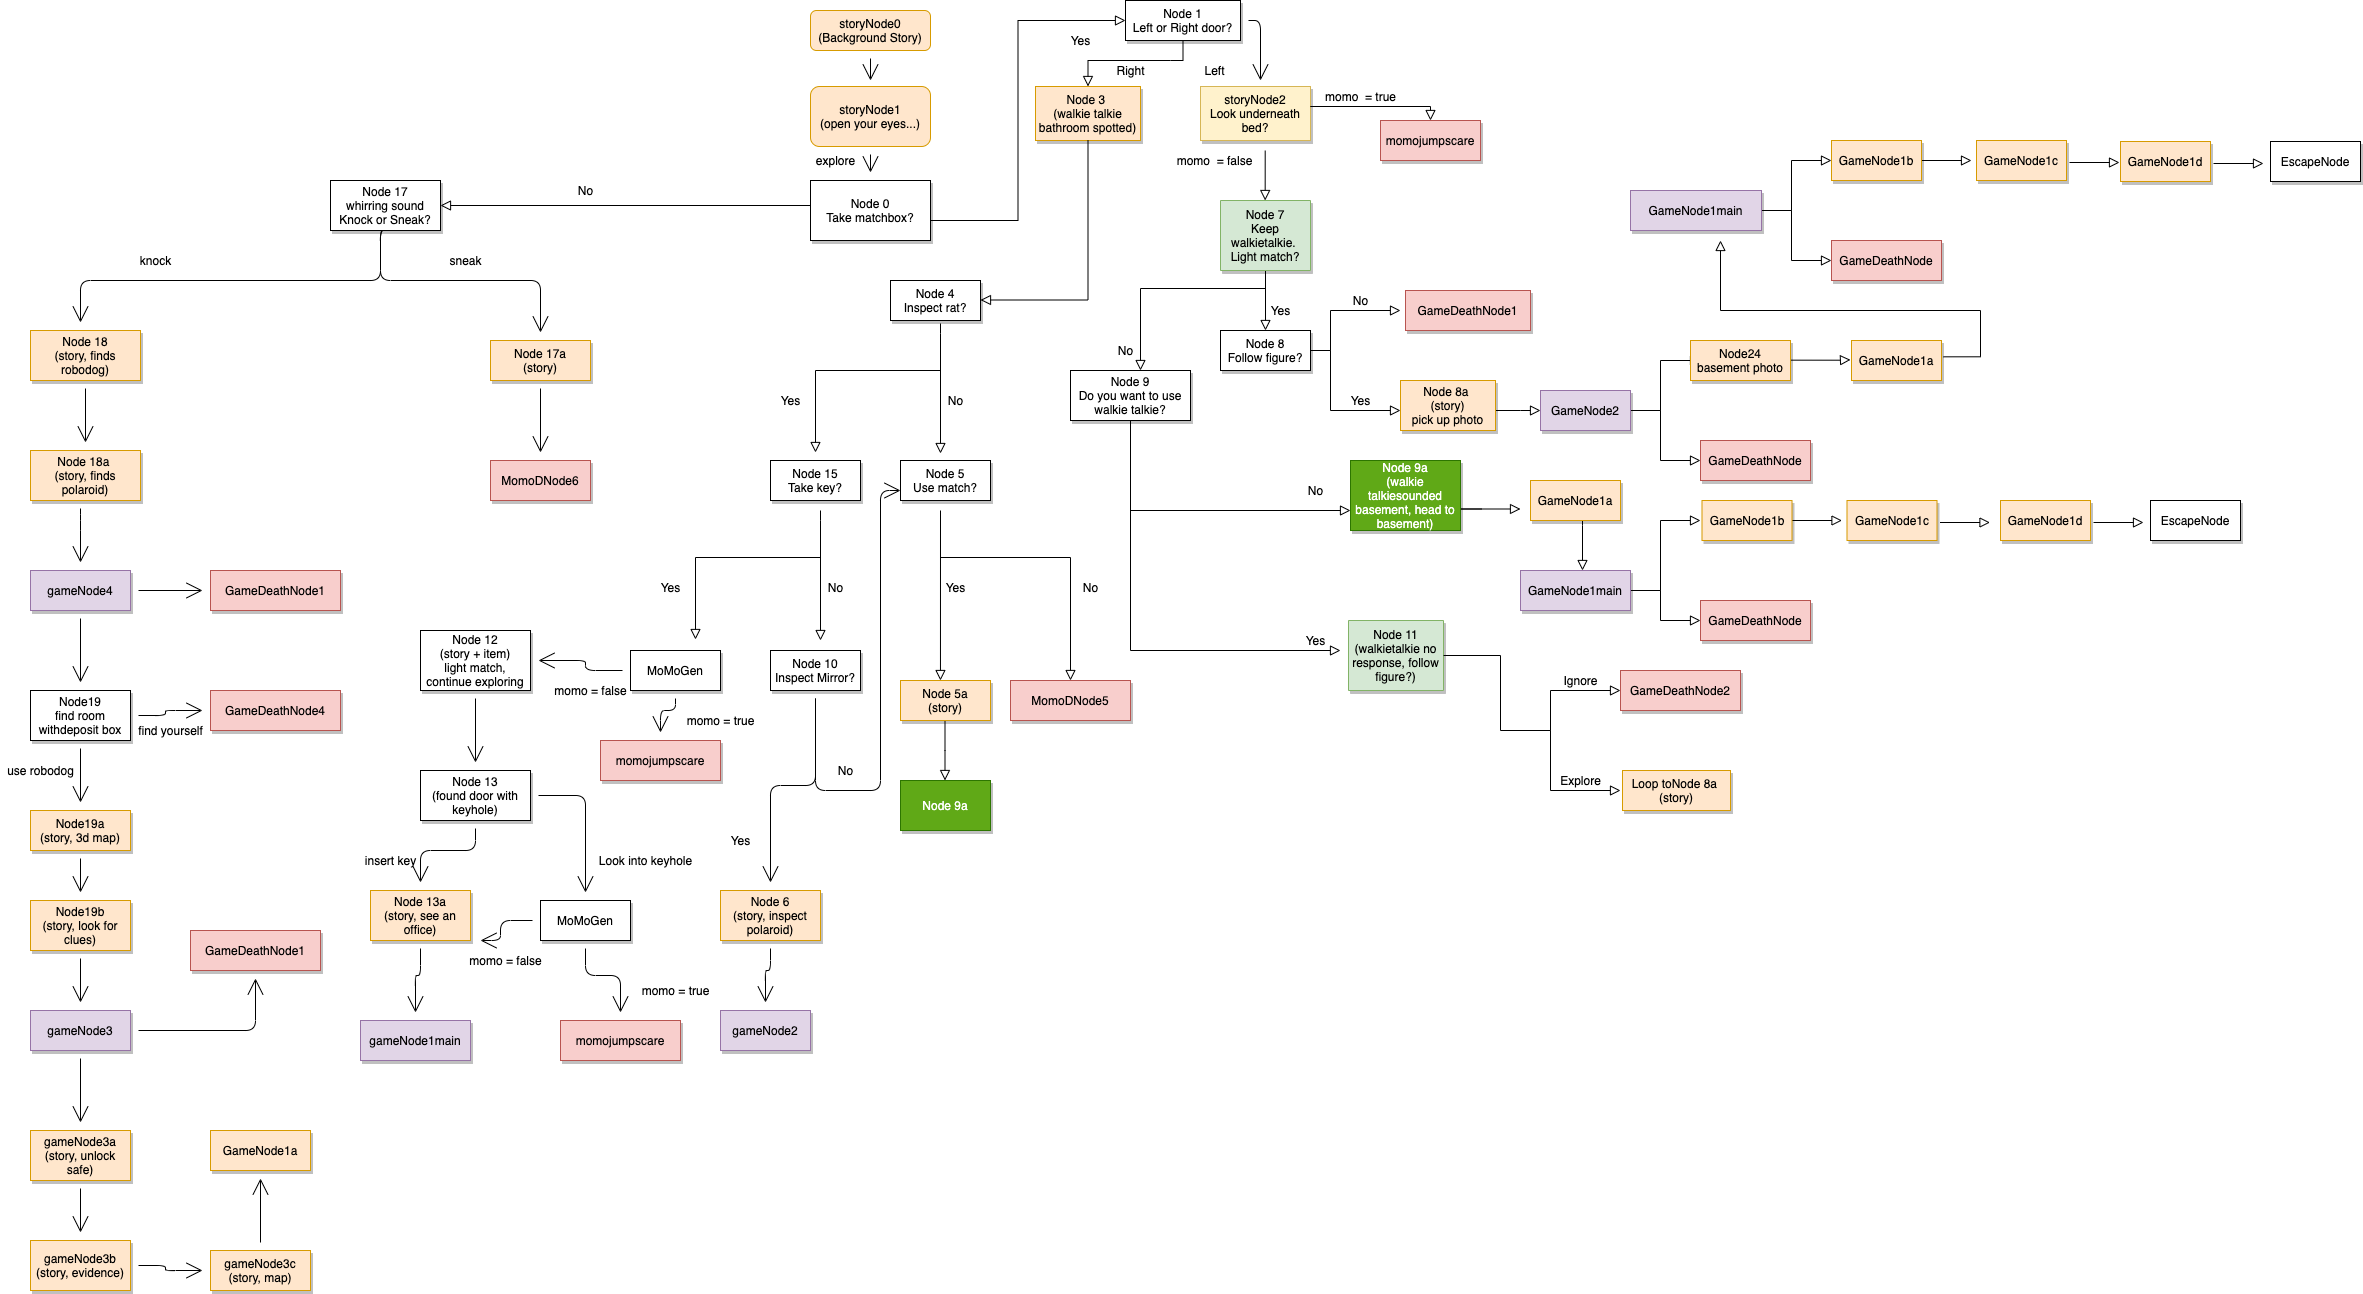 storyNode0
(Background Story)
Node 1
Left or Right door?
Yes
Right
Left
storyNode1
(open your eyes...)
Node 3
(walkie talkie
bathroom spotted)
storyNode2
Look underneath
bed?
momo  = true
momojumpscare
explore
momo  = false
GameNode1b
GameNode1c
GameNode1d
EscapeNode
Node 17
whirring sound
Knock or Sneak?
No
Node 0
Take matchbox?
GameNode1main
Node 7
Keep
walkietalkie.
Light match?
GameDeathNode
knock
sneak
Node 4
Inspect rat?
Yes
No
GameDeathNode1
Node 18
(story, finds
robodog)
Node 17a
(story)
No
Node 8
Follow figure?
Node24
basement photo
GameNode1a
Node 9
Do you want to use
walkie talkie?
Yes
No
Yes
Node 8a
(story)
pick up photo
GameNode2
Node 18a
(story, finds
polaroid)
MomoDNode6
Node 15
Take key?
Node 5
Use match?
No
Node 9a
(walkie
talkiesounded
basement, head to
basement)
GameDeathNode
GameNode1a
GameNode1b
GameNode1c
GameNode1d
EscapeNode
gameNode4
GameDeathNode1
Yes
No
Yes
No
GameNode1main
GameDeathNode
Node 12
(story + item)
light match,
continue exploring
MoMoGen
momo = false
Node 10
Inspect Mirror?
Yes
Node 11
(walkietalkie no
response, follow
figure?)
Node19
find room
withdeposit box
find yourself
GameDeathNode4
momo = true
Node 5a
(story)
MomoDNode5
Ignore
GameDeathNode2
use robodog
momojumpscare
No
Node 13
(found door with
keyhole)
Node 9a
Explore
Loop toNode 8a
(story)
Node19a
(story, 3d map)
insert key
Look into keyhole
Yes
Node19b
(story, look for
clues)
GameDeathNode1
Node 13a
(story, see an
office)
MoMoGen
momo = false
Node 6
(story, inspect
polaroid)
momo = true
gameNode3
gameNode1main
momojumpscare
gameNode2
gameNode3a
(story, unlock
safe)
GameNode1a
gameNode3b
(story, evidence)
gameNode3c
(story, map)